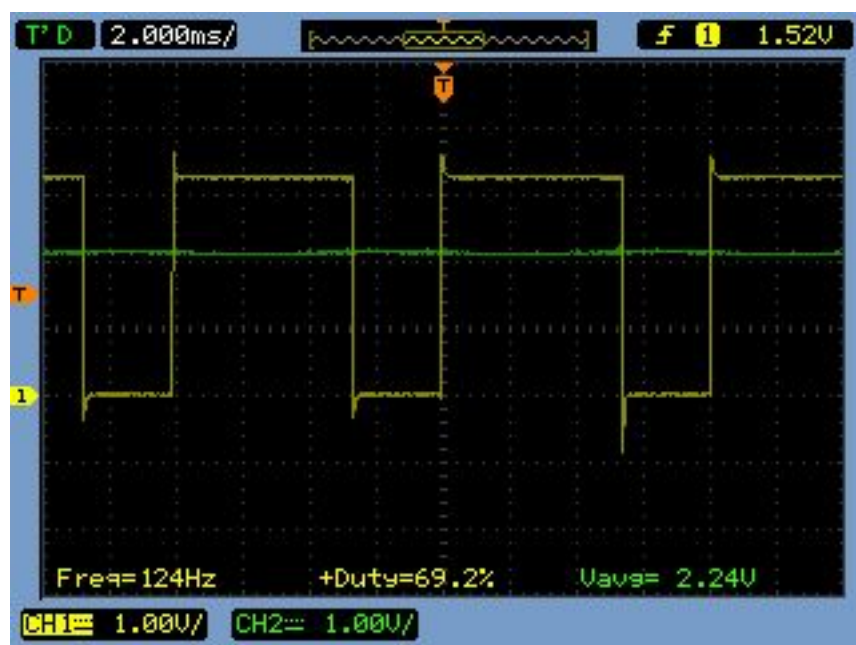 T'D 2.000ms/ T 1 1.52V
T
T
1
Freq=124Hz +Duty=69.2% Vavg= 2.24V
CH1 1.00V/ CH2 1.00V/